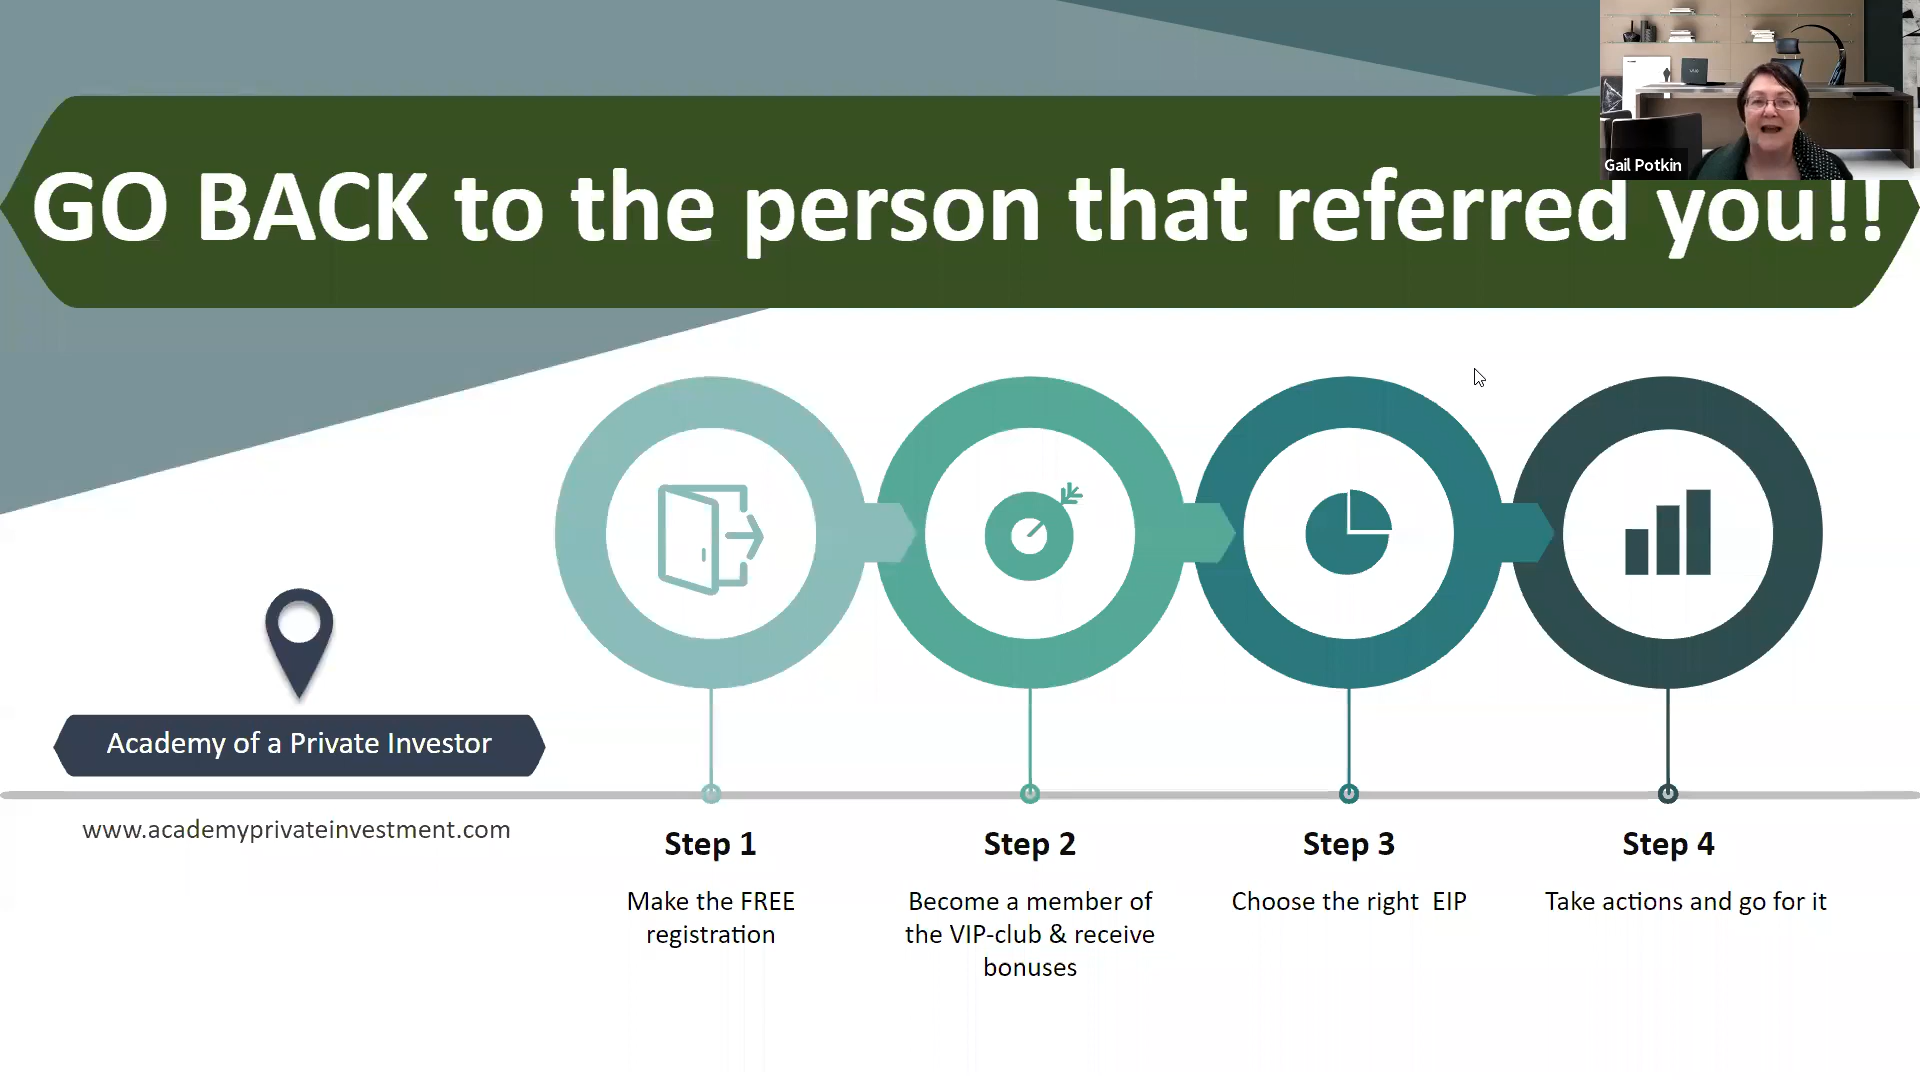 GO BACK to the person that referred you!!
Gail Potkin
Academy of a Private Investor
www.academyprivateinvestment.com
Step 1
Make the FREE
registration
Step 2
Become a member of
the VIP-club & receive
bonuses
Step 3
Choose the right  EIP
Step 4
Take actions and go for it